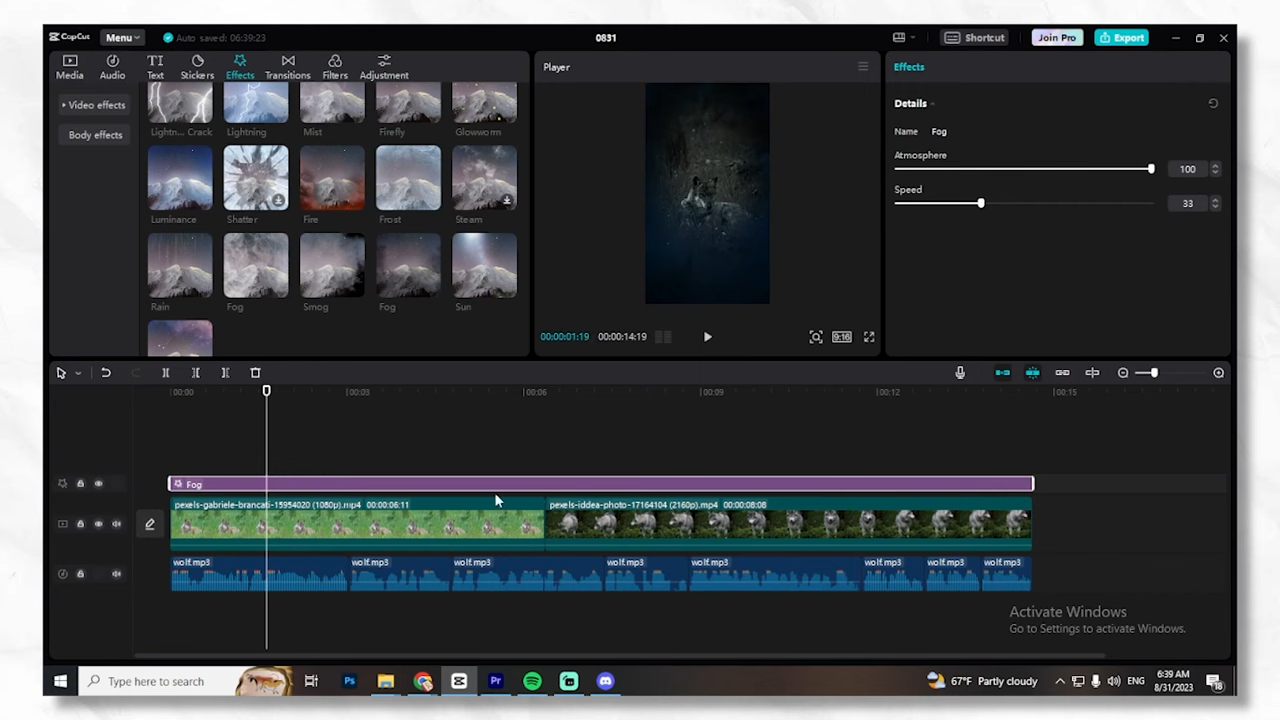 CapCut
Menu
Auto saved: 06:39:23
0831
Shortcut
Join Pro
Export
Media
Audio
Text
Stickers
Effects
Transitions
Filters
Adjustment
Video effects
Body effects
Lightn... Crack
Lightning
Mist
Firefly
Glowworm
Luminance
Shatter
Fire
Frost
Steam
Rain
Fog
Smog
Fog
Sun
Player
00:00:01:19
00:00:14:19
9:16
Effects
Details
Name Fog
Atmosphere
100
Speed
33
00:00
00:03
00:06
00:09
00:12
00:15
Fog
pexels-gabriele-brancati-15954020 (1080p).mp4 00:00:06:11
pexels-iddea-photo-17164104 (2160p).mp4 00:00:08:08
wolf.mp3
wolf.mp3
wolf.mp3
wolf.mp3
wolf.mp3
wolf.mp3
wolf.mp3
wolf.mp3
Activate Windows
Go to Settings to activate Windows.
Type here to search
Ps
Pr
67°F Partly cloudy
ENG
6:39 AM
8/31/2023
18